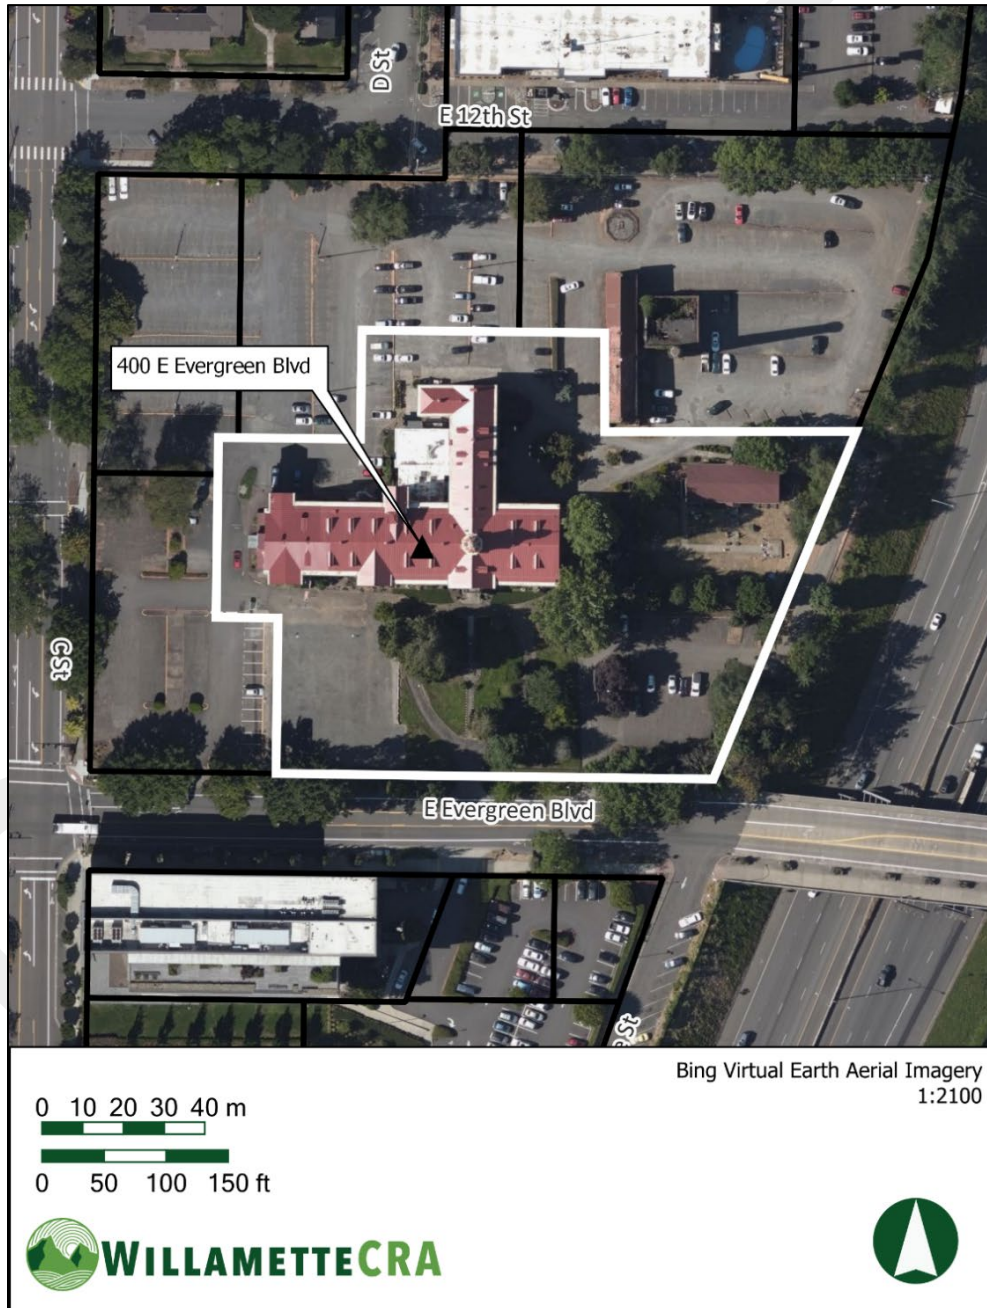 D St
E 12th St
400 E Evergreen Blvd
C St
E Evergreen Blvd
St
Bing Virtual Earth Aerial Imagery
1:2100
0 10 20 30 40 m
0 50 100 150 ft
WILLAMETTECRA